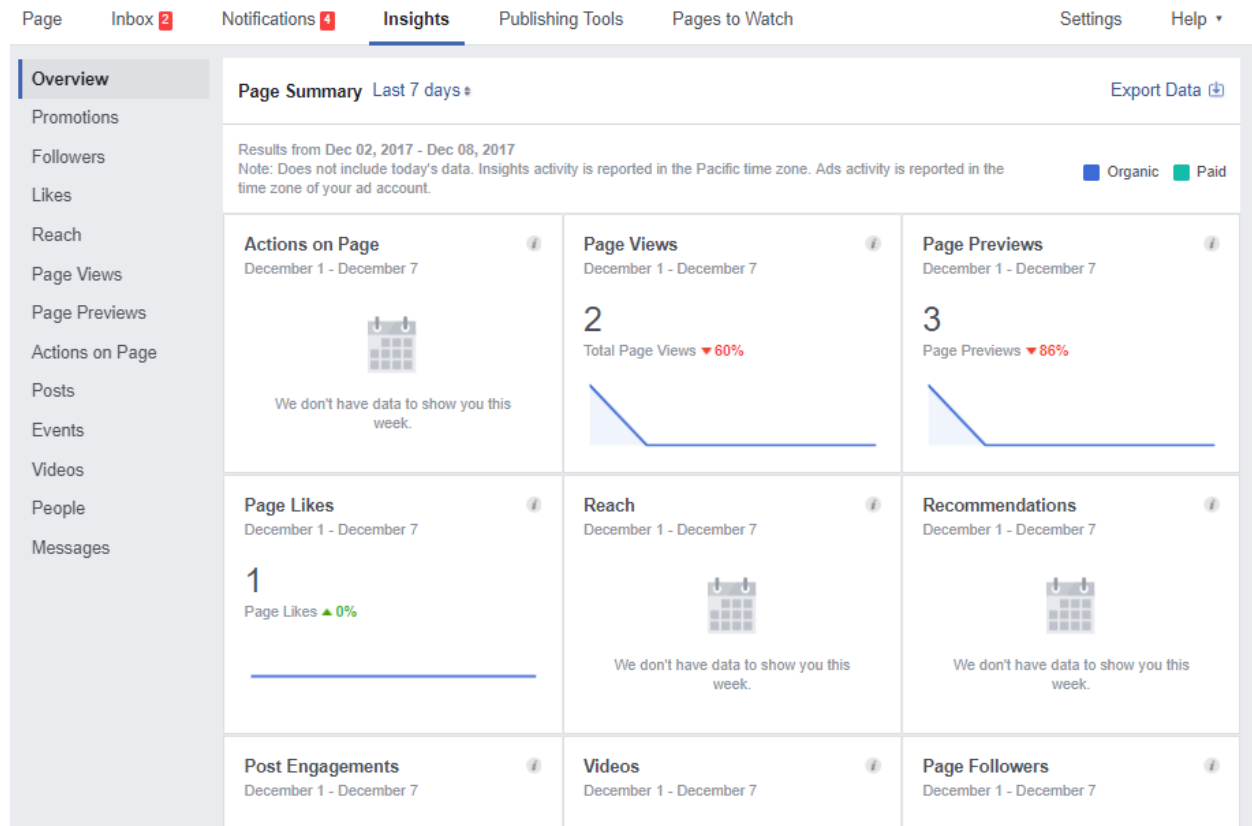 Page Inbox 2 Notifications 4 Insights Publishing Tools Pages to Watch Settings Help
Overview
Promotions
Followers
Likes
Reach
Page Views
Page Previews
Actions on Page
Posts
Events
Videos
People
Messages
Page Summary Last 7 days
Export Data
Results from Dec 02, 2017 - Dec 08, 2017
Note: Does not include today's data. Insights activity is reported in the Pacific time zone. Ads activity is reported in the
time zone of your ad account.
Organic Paid
Actions on Page
December 1 - December 7
We don't have data to show you this
week.
Page Views
December 1 - December 7
2
Total Page Views 60%
Page Previews
December 1 - December 7
3
Page Previews 86%
Page Likes
December 1 - December 7
1
Page Likes 0%
Reach
December 1 - December 7
We don't have data to show you this
week.
Recommendations
December 1 - December 7
We don't have data to show you this
week.
Post Engagements
December 1 - December 7
Videos
December 1 - December 7
Page Followers
December 1 - December 7